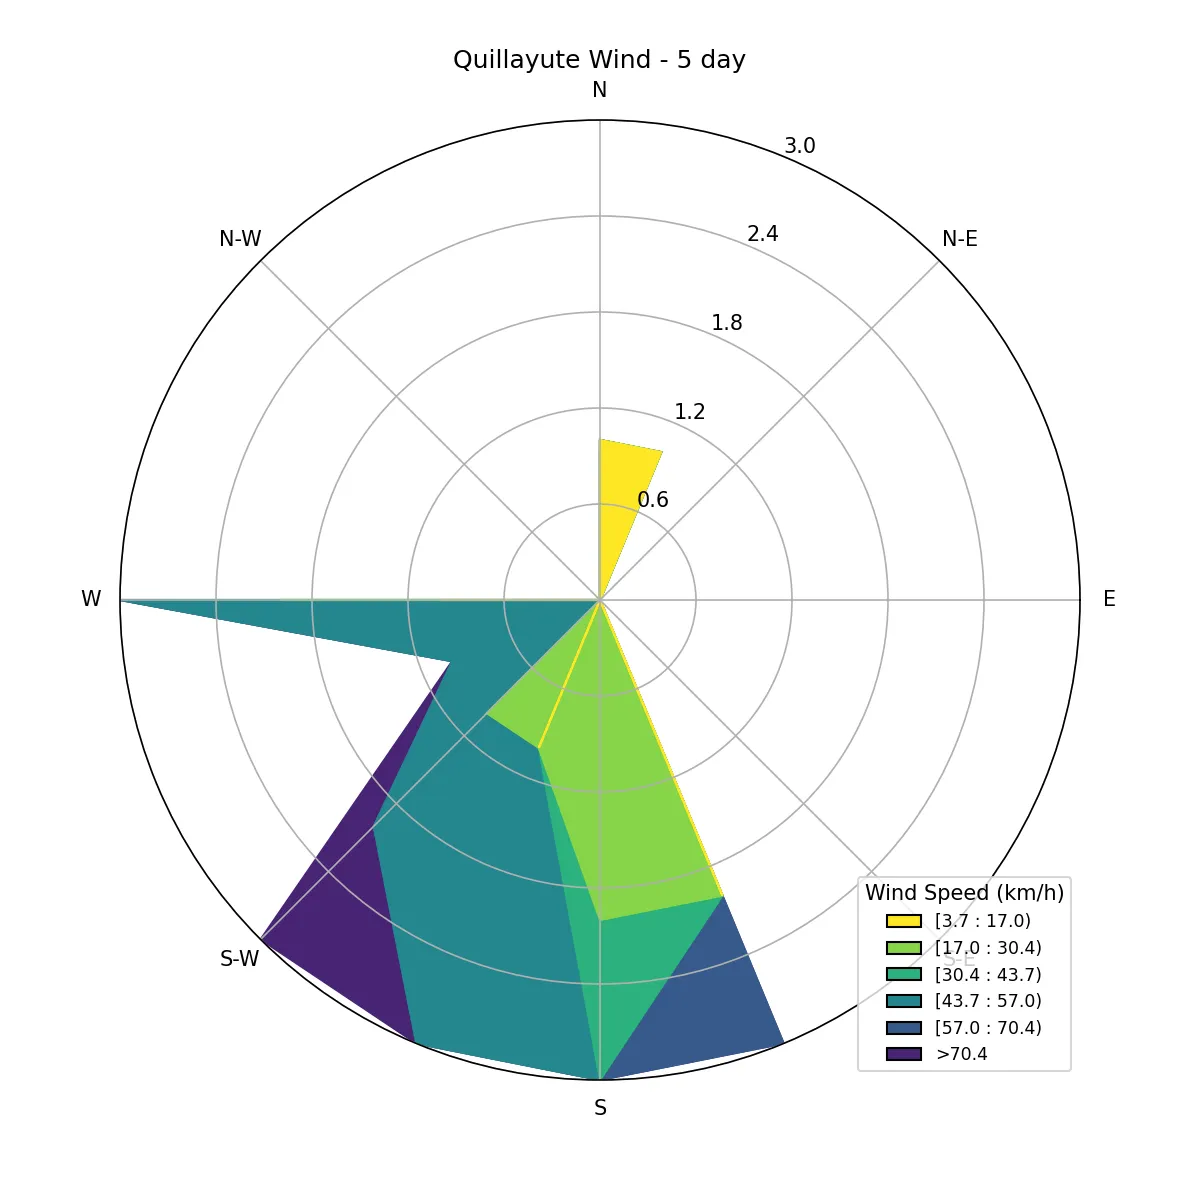 Quillayute Wind - 5 day
N
3.0
N-W
N-E
2.4
1.8
1.2
0.6
W
E
S-W
S-E
S
Wind Speed (km/h)
[3.7 : 17.0)
[17.0 : 30.4)
[30.4 : 43.7)
[43.7 : 57.0)
[57.0 : 70.4)
>70.4